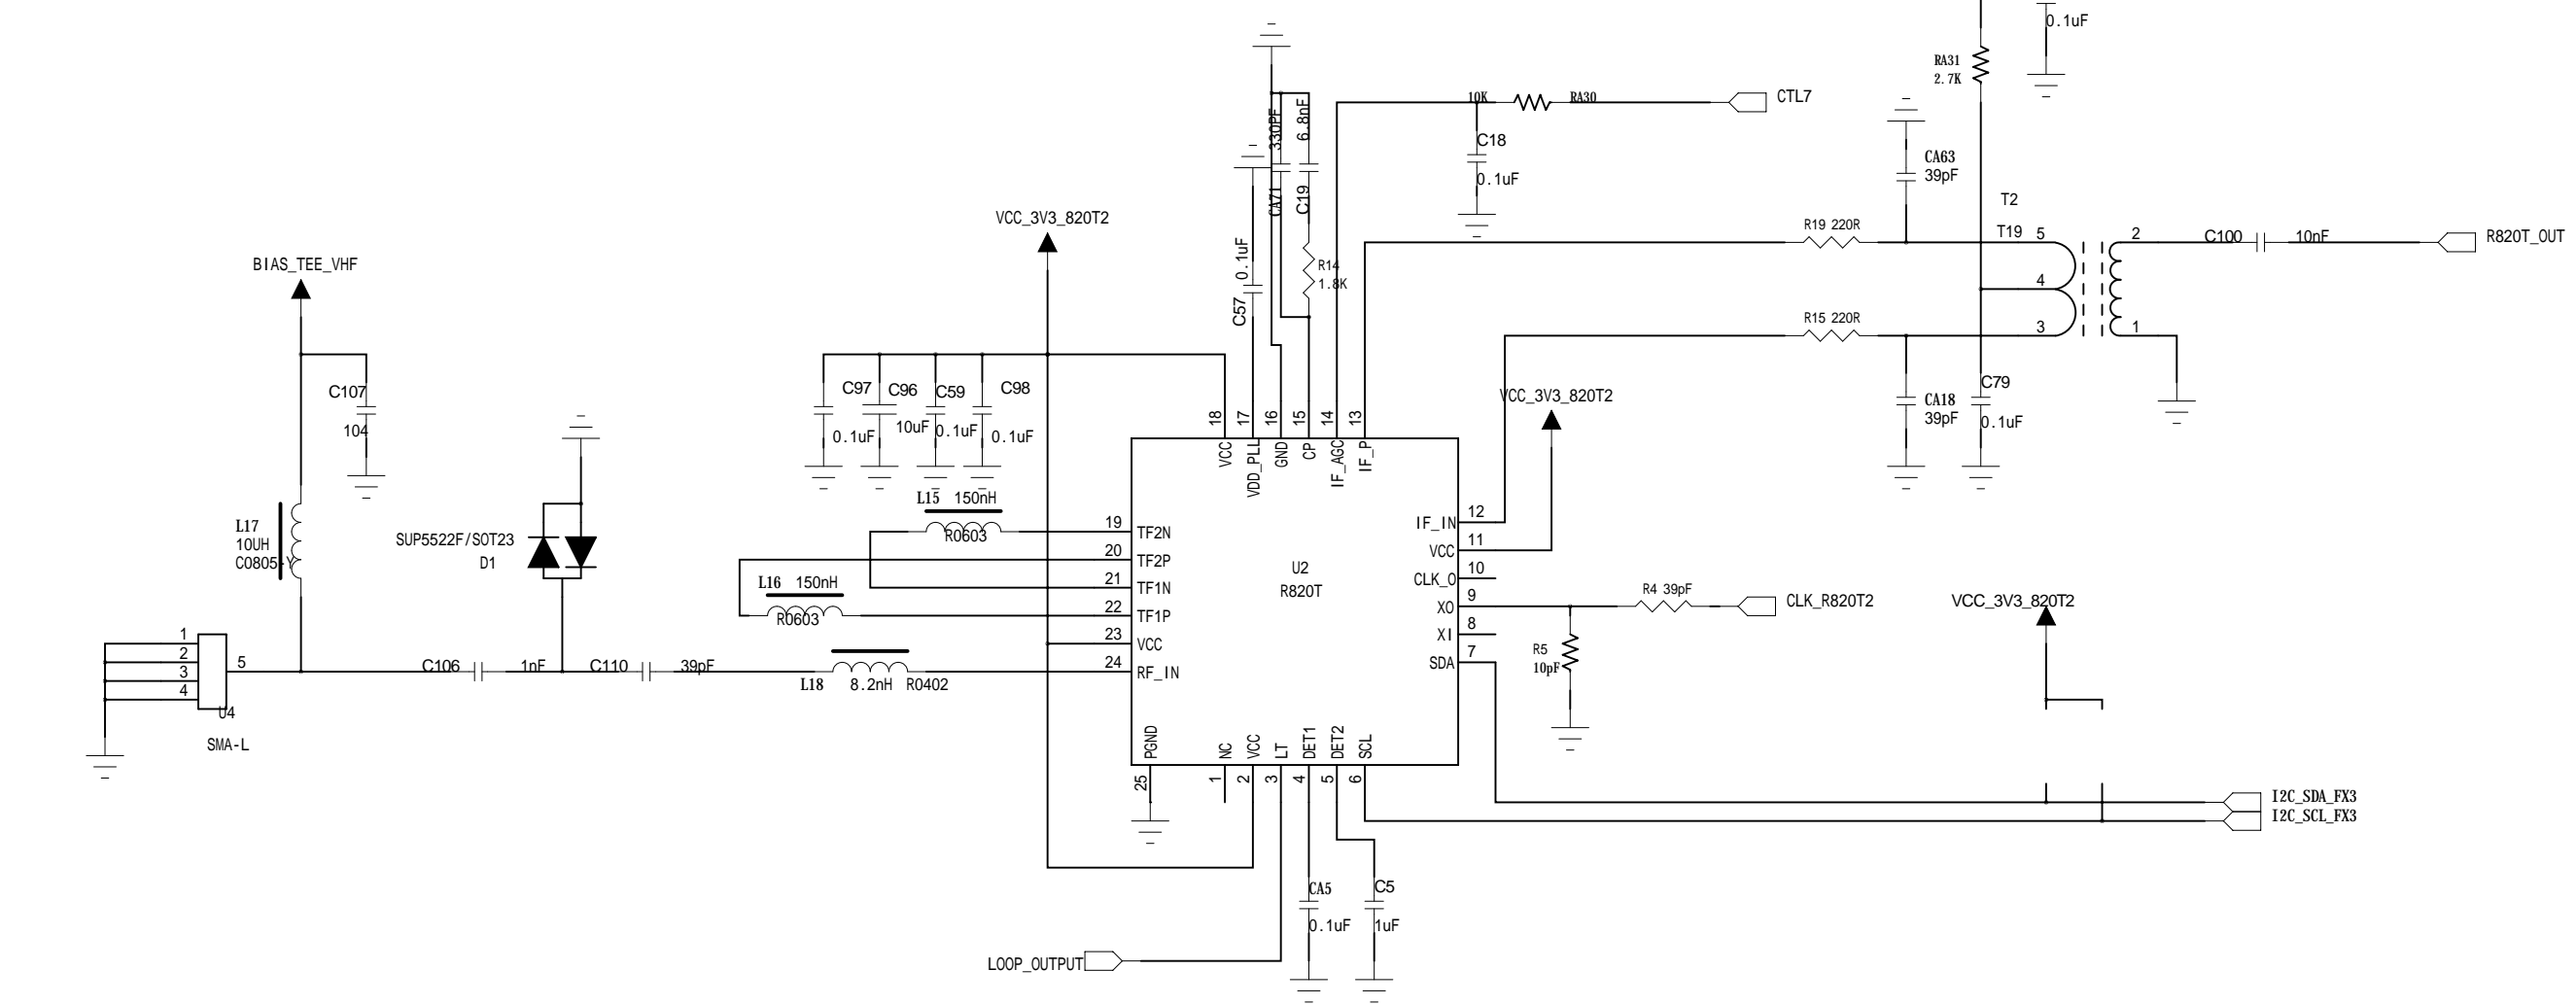 0.1uF
RA31
2.7K
10K
RA30
CTL7
330PF
6.8nF
C18
0.1uF
CA71
C19
CA63
39pF
T2
VCC_3V3_820T2
R19 220R
T19
5
2
C100
10nF
R820T_OUT
BIAS_TEE_VHF
0.1uF
C57
R14
1.8K
4
R15 220R
3
1
C107
104
C97
0.1uF
C96
10uF
C59
0.1uF
C98
0.1uF
18
17
16
15
14
13
VCC
VDD_PLL
GND
CP
IF_AGC
IF_P
VCC_3V3_820T2
CA18
39pF
C79
0.1uF
L15 150nH
R0603
L17
10UH
C0805-Y
SUP5522F/SOT23
D1
L16 150nH
R0603
19
TF2N
20
TF2P
21
TF1N
22
TF1P
23
VCC
24
RF_IN
U2
R820T
IF_IN
12
VCC
11
CLK_O
10
XO
9
XI
8
SDA
7
R4 39pF
CLK_R820T2
VCC_3V3_820T2
R5
10pF
1
2
3
4
5
U4
SMA-L
C106
1nF
C110
39pF
L18
8.2nH
R0402
PGND
NC
VCC
LT
DET1
DET2
SCL
25
1
2
3
4
5
6
I2C_SDA_FX3
I2C_SCL_FX3
CA5
0.1uF
C5
1uF
LOOP_OUTPUT